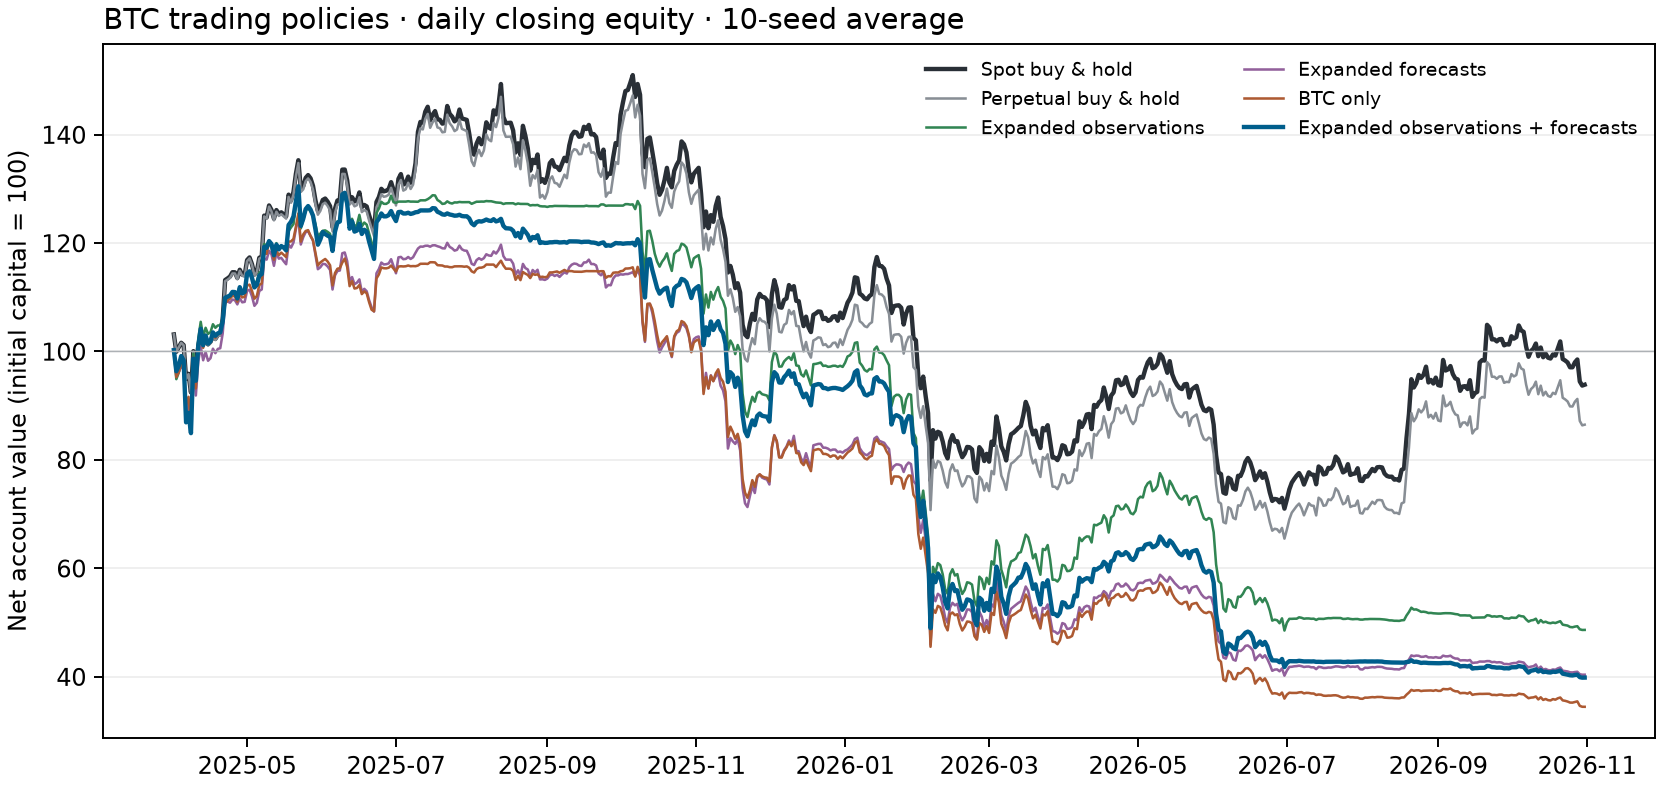 BTC trading policies · daily closing equity · 10-seed average
Net account value (initial capital = 100)
140
120
100
80
60
40
Spot buy & hold
Perpetual buy & hold
Expanded observations
Expanded forecasts
BTC only
Expanded observations + forecasts
2025-05
2025-07
2025-09
2025-11
2026-01
2026-03
2026-05
2026-07
2026-09
2026-11